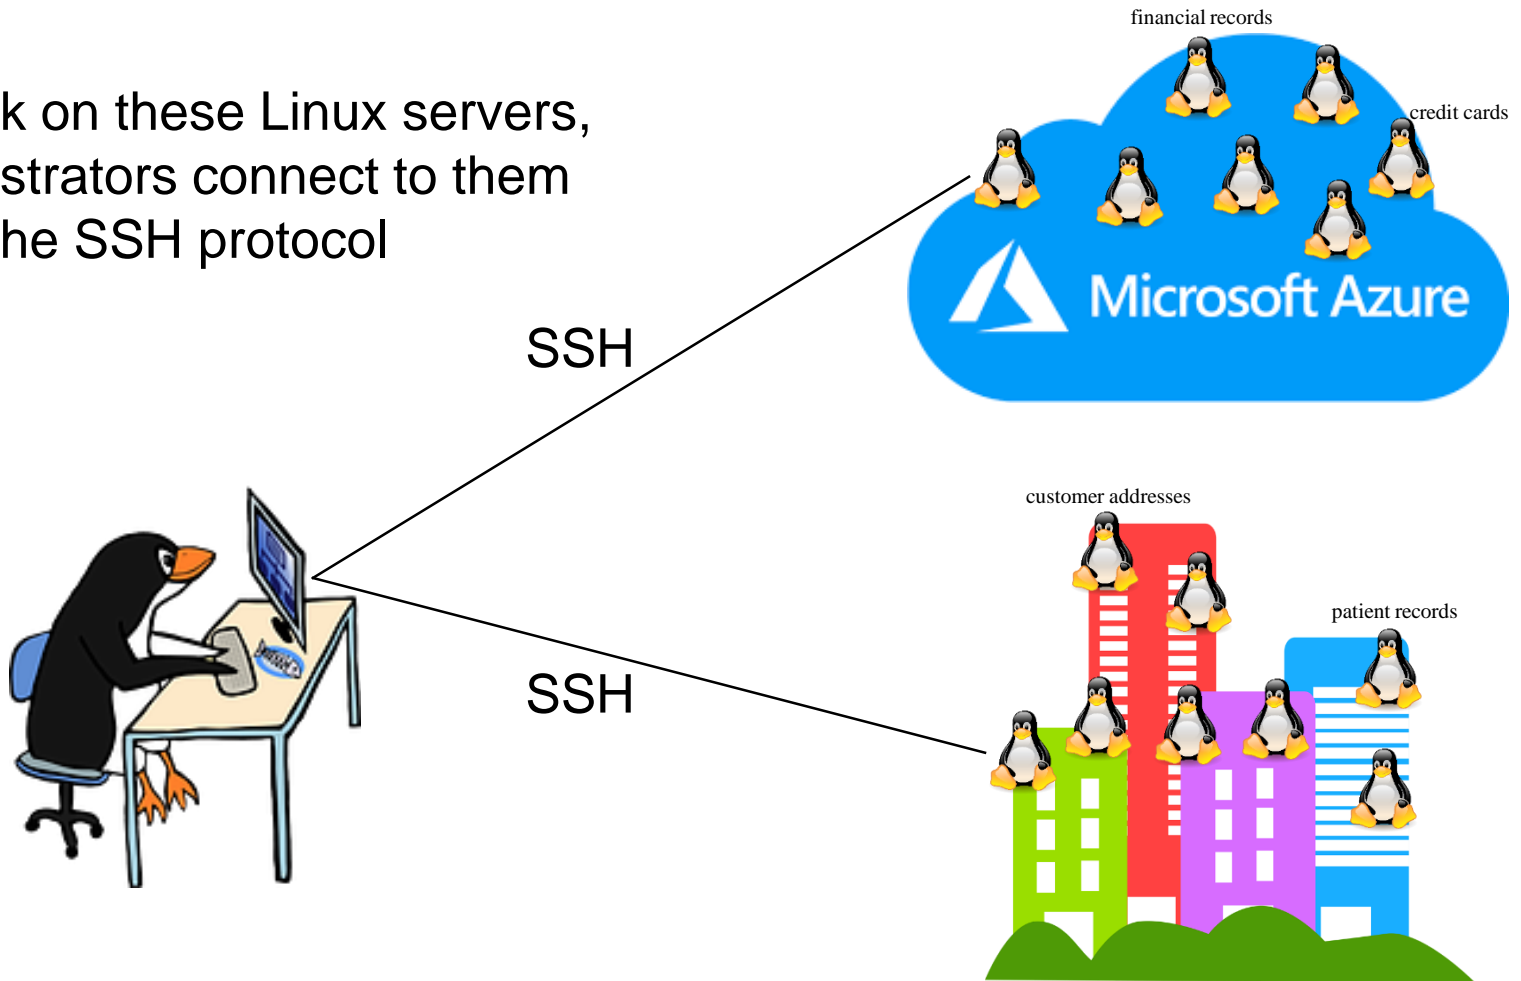 financial records
k on these Linux servers,
strators connect to them
he SSH protocol
credit cards
Microsoft Azure
SSH
customer addresses
patient records
SSH